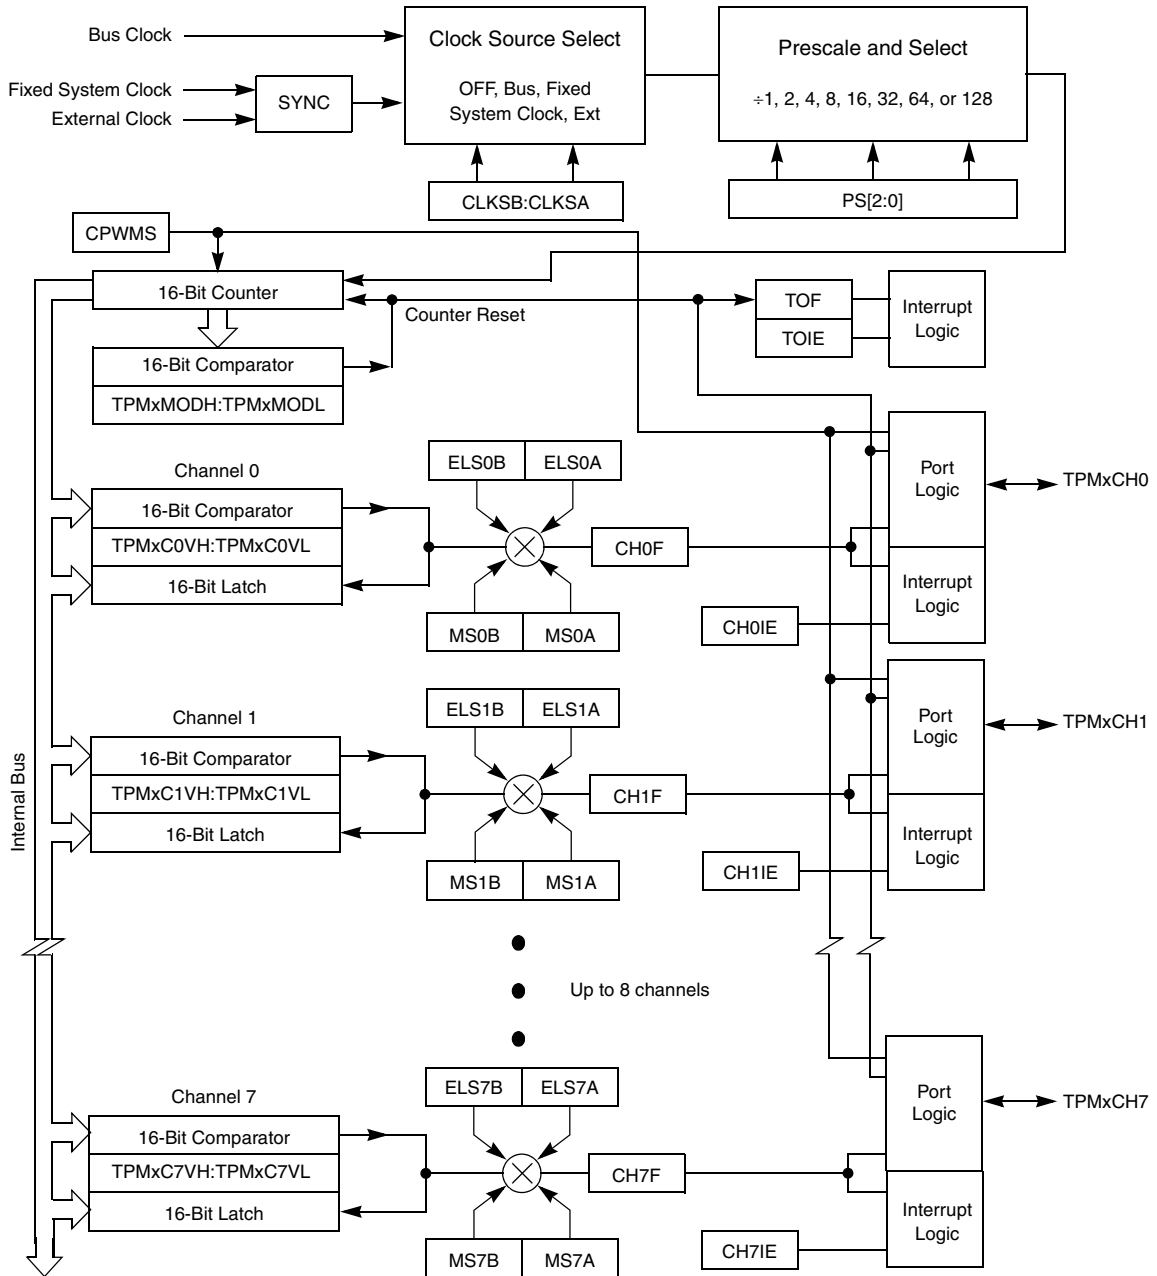 Bus Clock
Fixed System Clock
External Clock
SYNC
Clock Source Select
OFF, Bus, Fixed
System Clock, Ext
CLKSB:CLKSA
Prescale and Select
÷1, 2, 4, 8, 16, 32, 64, or 128
PS[2:0]
CPWMS
16-Bit Counter
Counter Reset
16-Bit Comparator
TPMxMODH:TPMxMODL
TOF
TOIE
Interrupt
Logic
Channel 0
16-Bit Comparator
TPMxC0VH:TPMxC0VL
16-Bit Latch
ELS0B
ELS0A
MS0B
MS0A
CH0F
CH0IE
Port
Logic
Interrupt
Logic
TPMxCH0
Internal Bus
Channel 1
16-Bit Comparator
TPMxC1VH:TPMxC1VL
16-Bit Latch
ELS1B
ELS1A
MS1B
MS1A
CH1F
CH1IE
Port
Logic
Interrupt
Logic
TPMxCH1
Up to 8 channels
Channel 7
16-Bit Comparator
TPMxC7VH:TPMxC7VL
16-Bit Latch
ELS7B
ELS7A
MS7B
MS7A
CH7F
CH7IE
Port
Logic
Interrupt
Logic
TPMxCH7